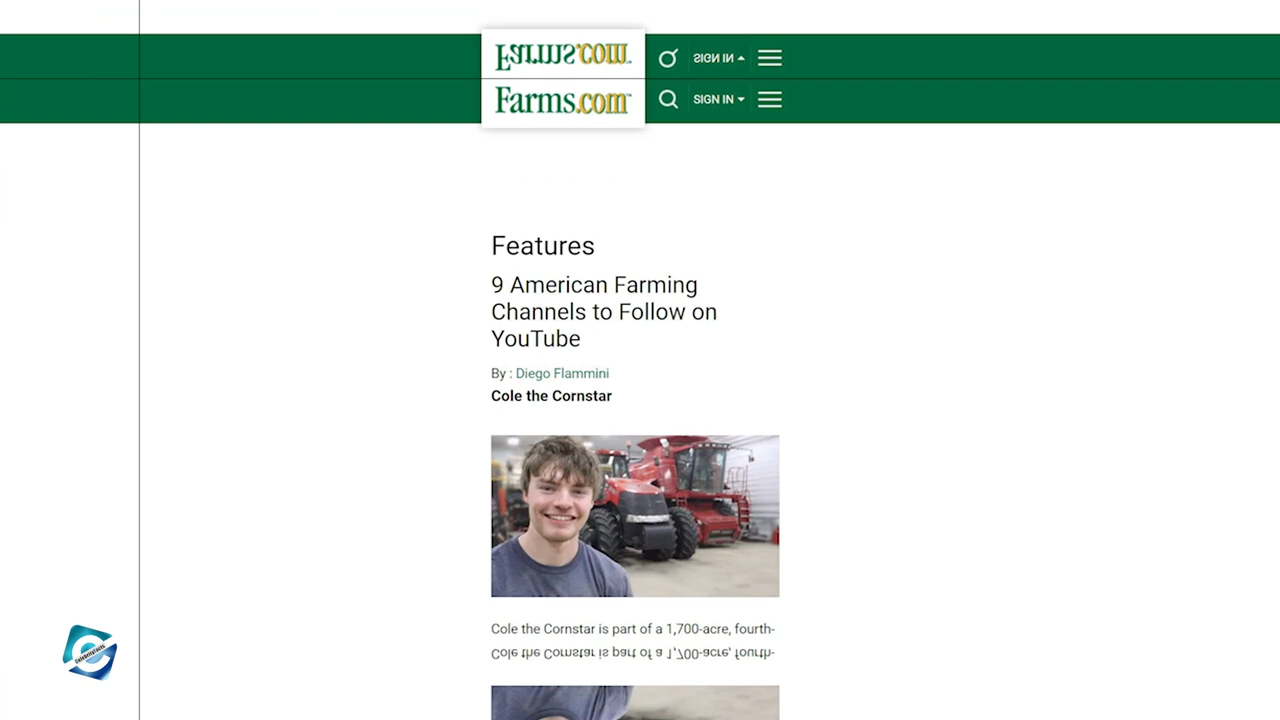 Farms.com SIGN IN
Farms.com SIGN IN
Features
9 American Farming
Channels to Follow on
YouTube
By : Diego Flammini
Cole the Cornstar
Cole the Cornstar is part of a 1,700-acre, fourth-
Cole the Cornstar is part of a 1,700-acre, fourth-